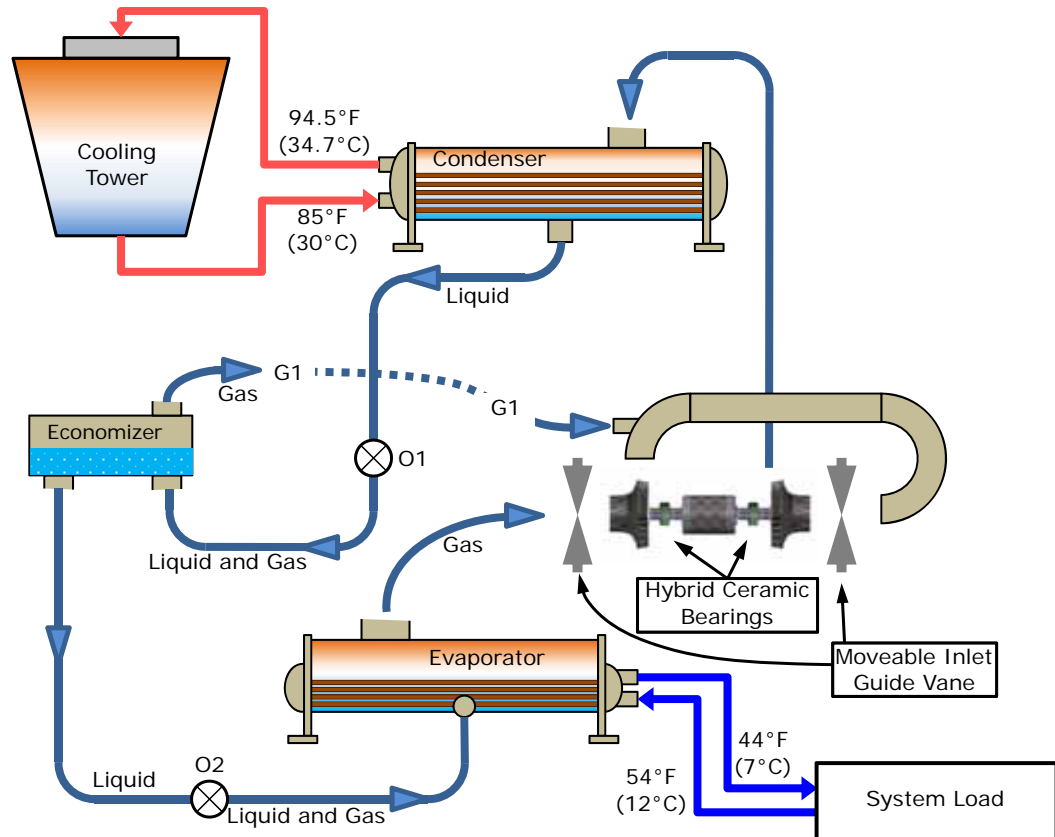 Cooling
Tower
94.5°F
(34.7°C)
Condenser
85°F
(30°C)
Liquid
G1
Gas
G1
Economizer
O1
Gas
Liquid and Gas
Hybrid Ceramic
Bearings
Evaporator
Moveable Inlet
Guide Vane
O2
Liquid
Liquid and Gas
44°F
(7°C)
54°F
(12°C)
System Load